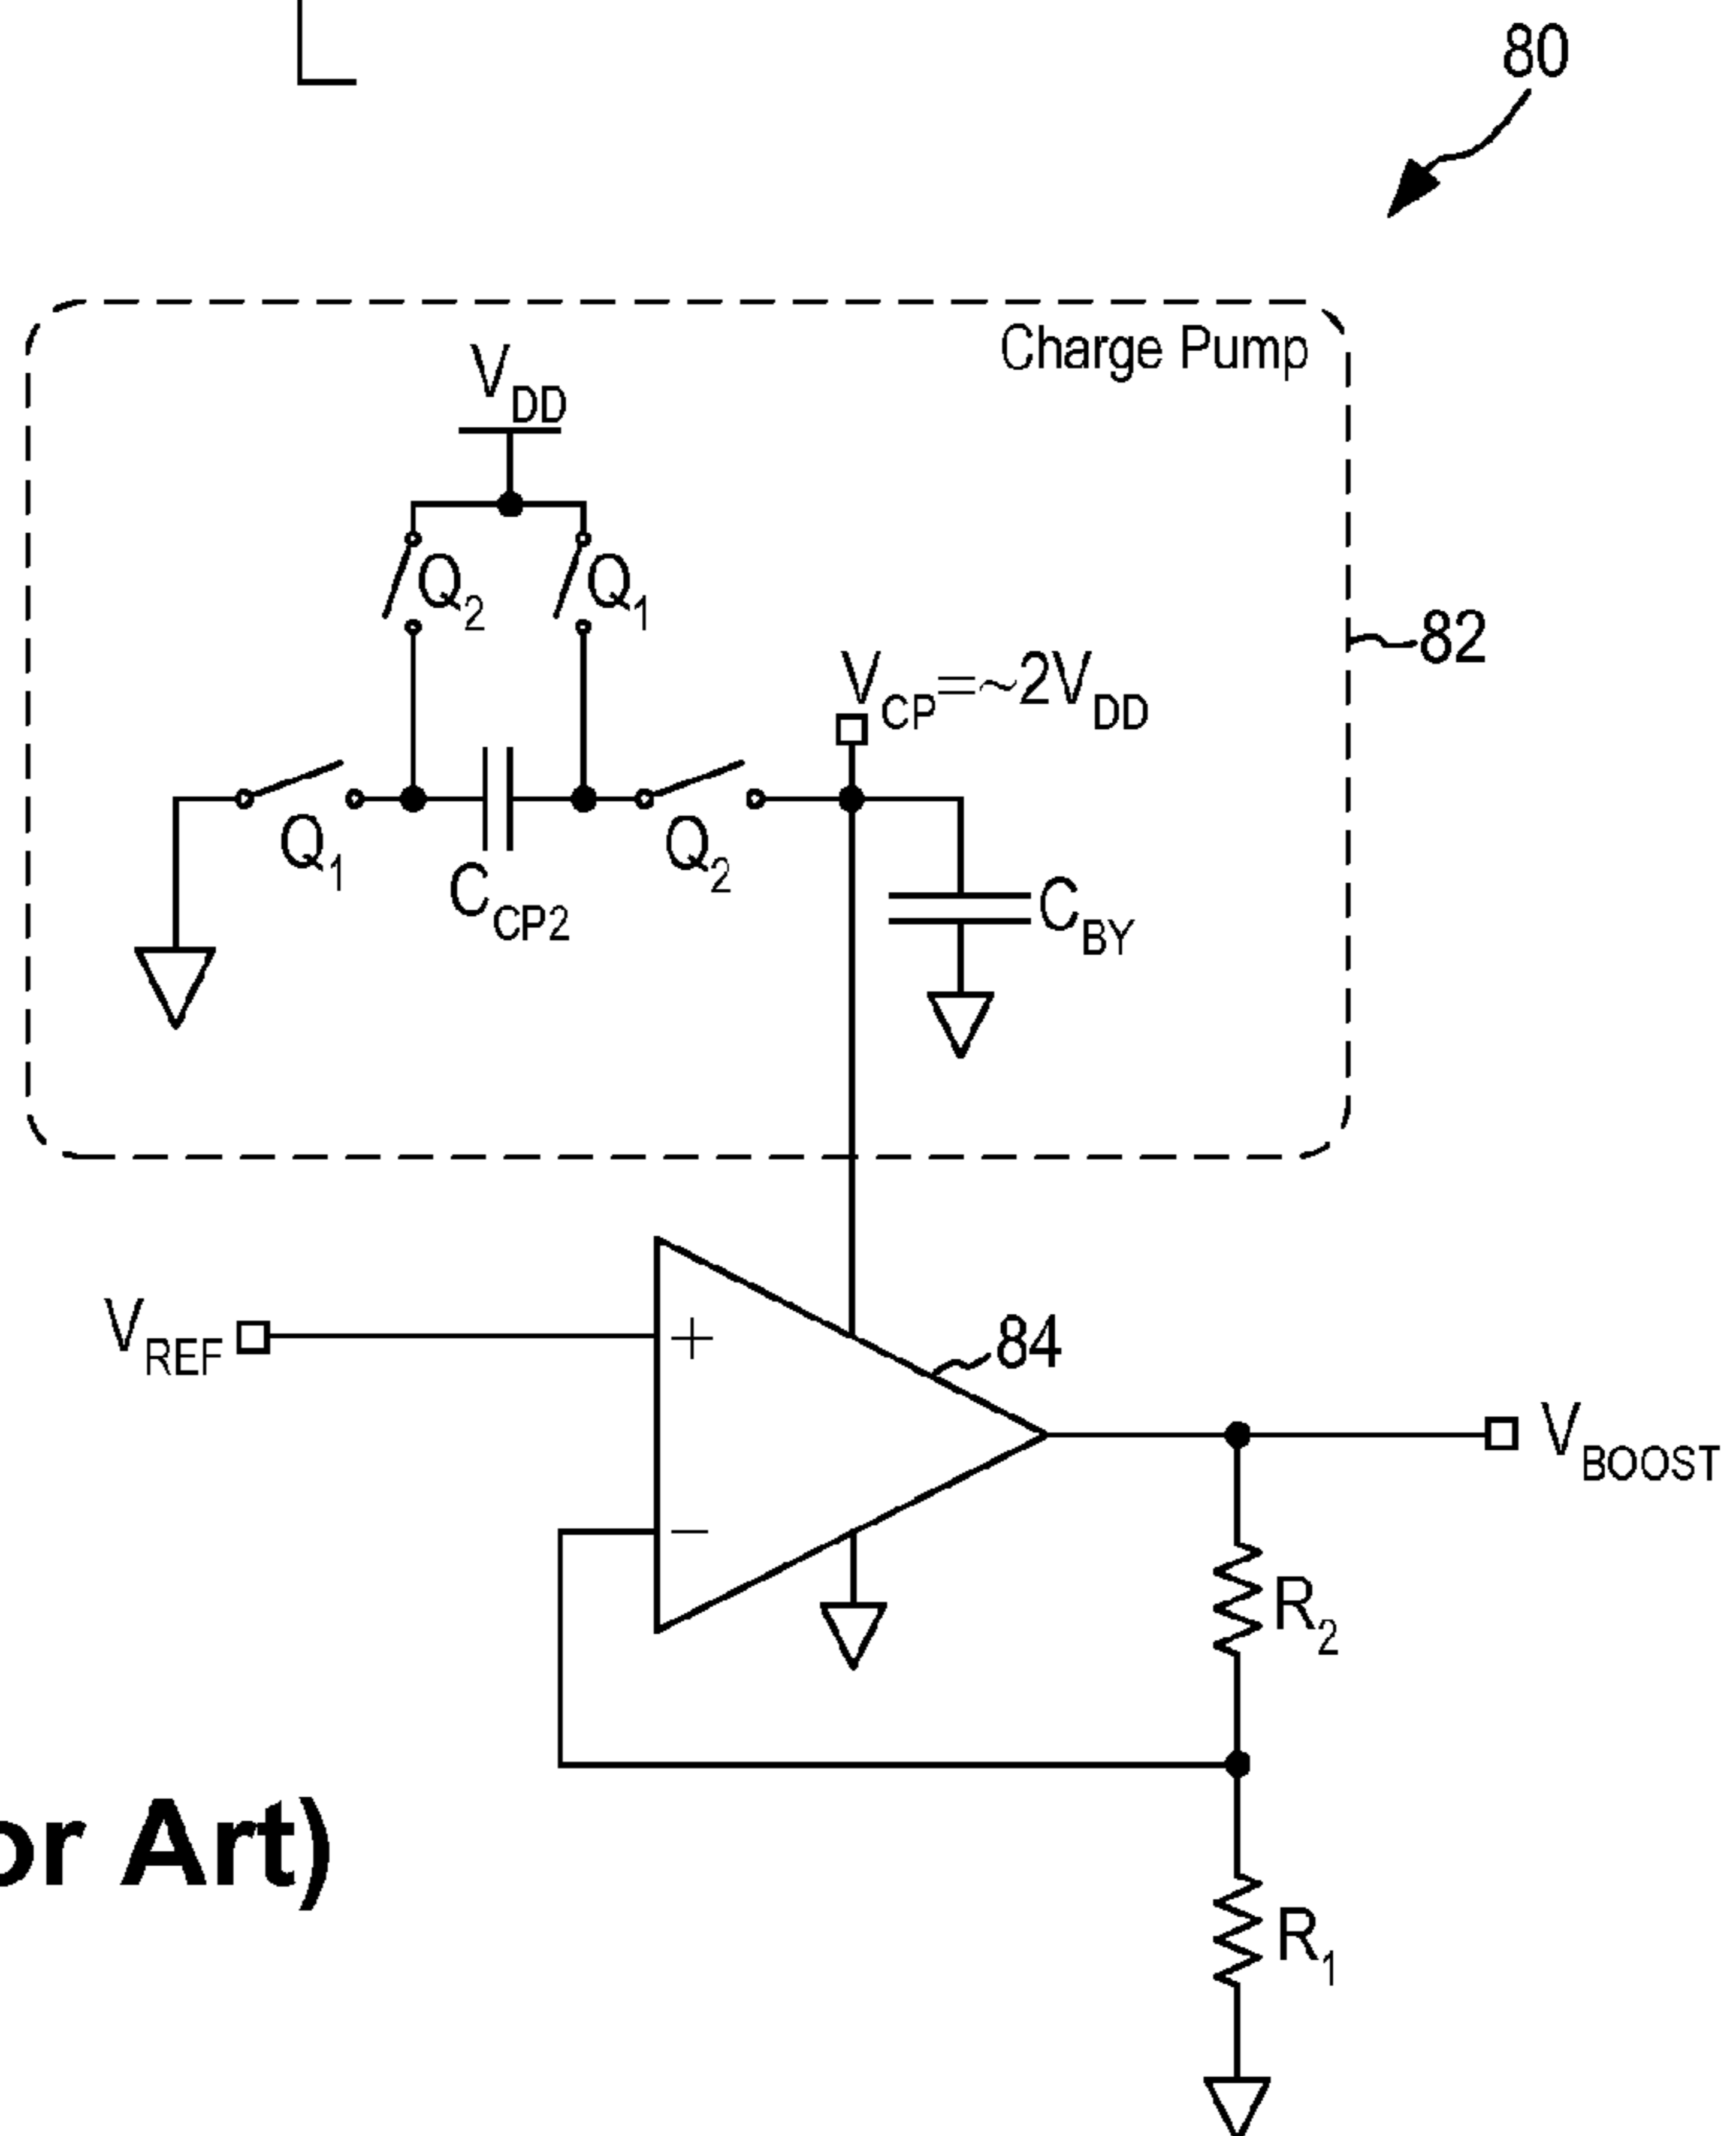 80
Charge Pump
V_DD
Q_2
Q_1
82
V_CP=~2V_DD
Q_1
C_CP2
Q_2
C_BY
V_REF
+
84
V_BOOST
−
R_2
or Art)
R_1